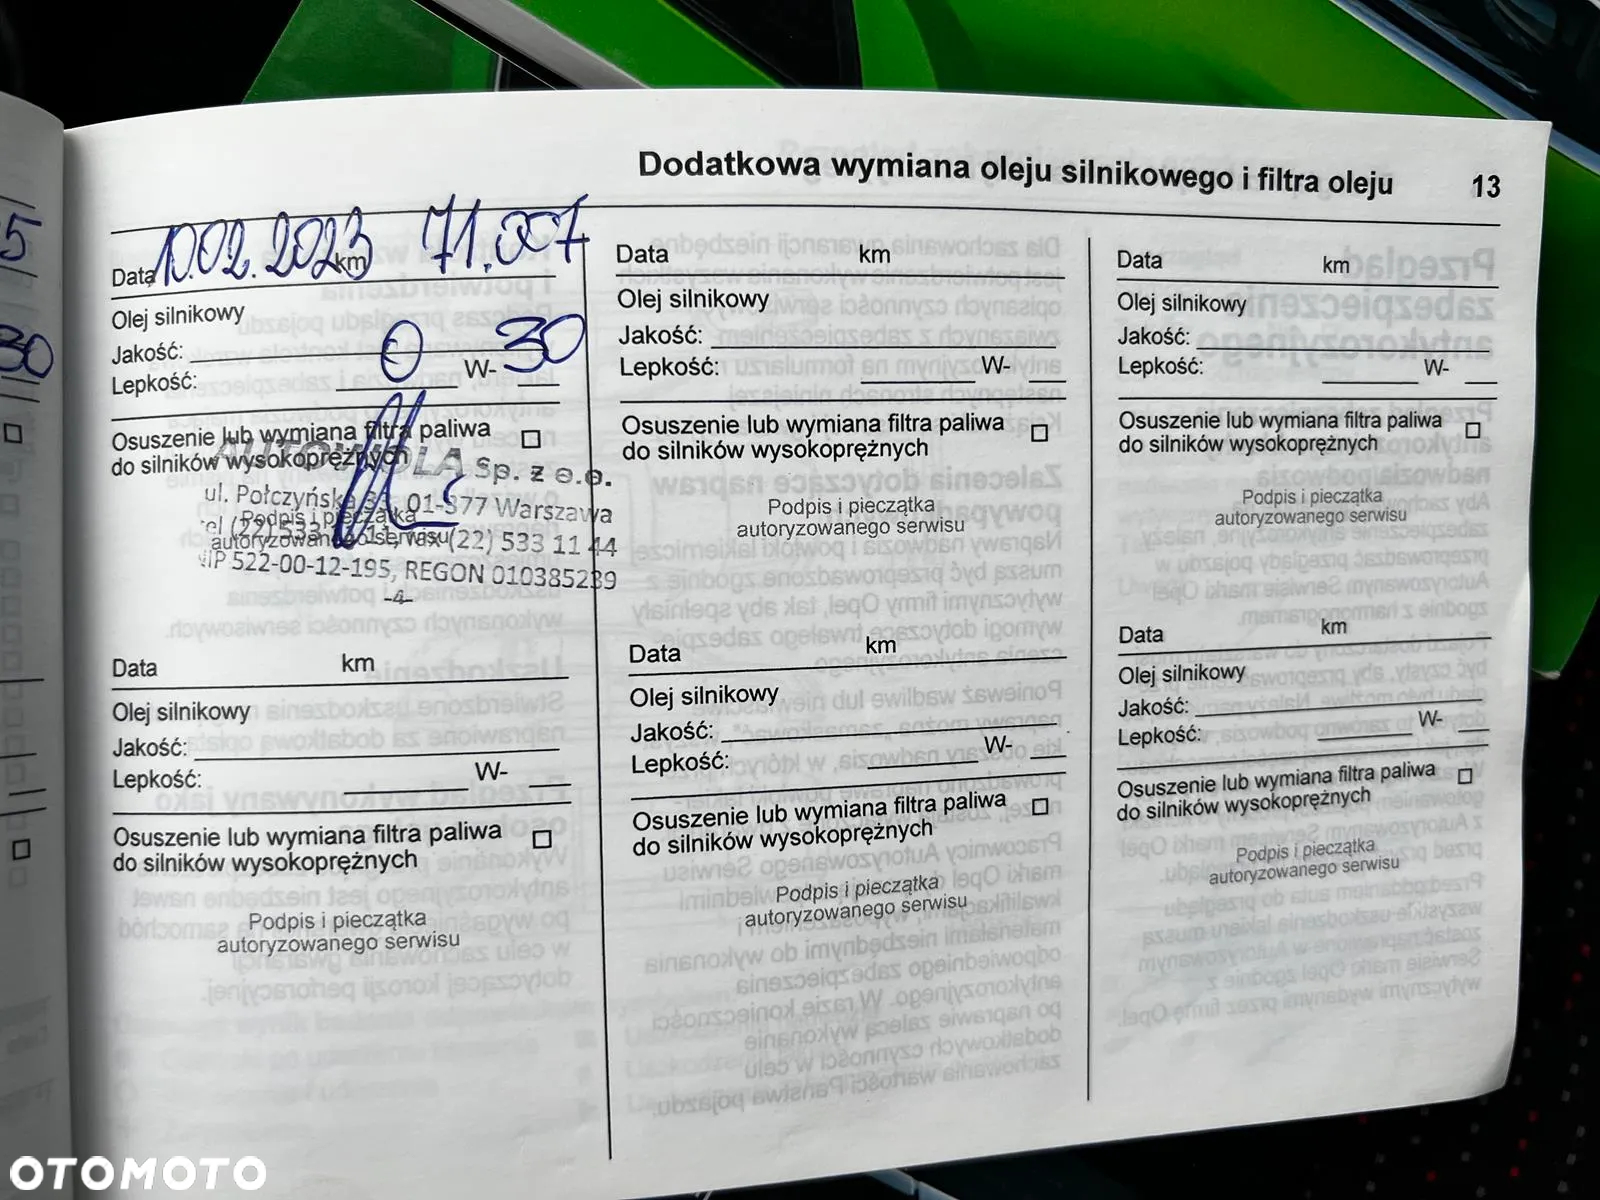 Dodatkowa wymiana oleju silnikowego i filtra oleju 13
Data 10.02.2023 km 71.007
Olej silnikowy
Jakość:
Lepkość: 0 W- 30
Osuszenie lub wymiana filtra paliwa
do silników wysokoprężnych
AUTOWOLA Sp. z o.o.
ul. Połczyńska 33, 01-377 Warszawa
Podpis i pieczątka
autoryzowanego serwisu
(22) 533 11 44
NIP 522-00-12-195, REGON 010385289
-4-
Data km
Olej silnikowy
Jakość:
Lepkość: W-
Osuszenie lub wymiana filtra paliwa
do silników wysokoprężnych
Podpis i pieczątka
autoryzowanego serwisu
Data km
Olej silnikowy
Jakość:
Lepkość: W-
Osuszenie lub wymiana filtra paliwa
do silników wysokoprężnych
Podpis i pieczątka
autoryzowanego serwisu
Data km
Olej silnikowy
Jakość:
Lepkość: W-
Osuszenie lub wymiana filtra paliwa
do silników wysokoprężnych
Podpis i pieczątka
autoryzowanego serwisu
Data km
Olej silnikowy
Jakość:
Lepkość: W-
Osuszenie lub wymiana filtra paliwa
do silników wysokoprężnych
Podpis i pieczątka
autoryzowanego serwisu
Data km
Olej silnikowy
Jakość:
Lepkość: W-
Osuszenie lub wymiana filtra paliwa
do silników wysokoprężnych
Podpis i pieczątka
autoryzowanego serwisu
5
30
OTOMOTO